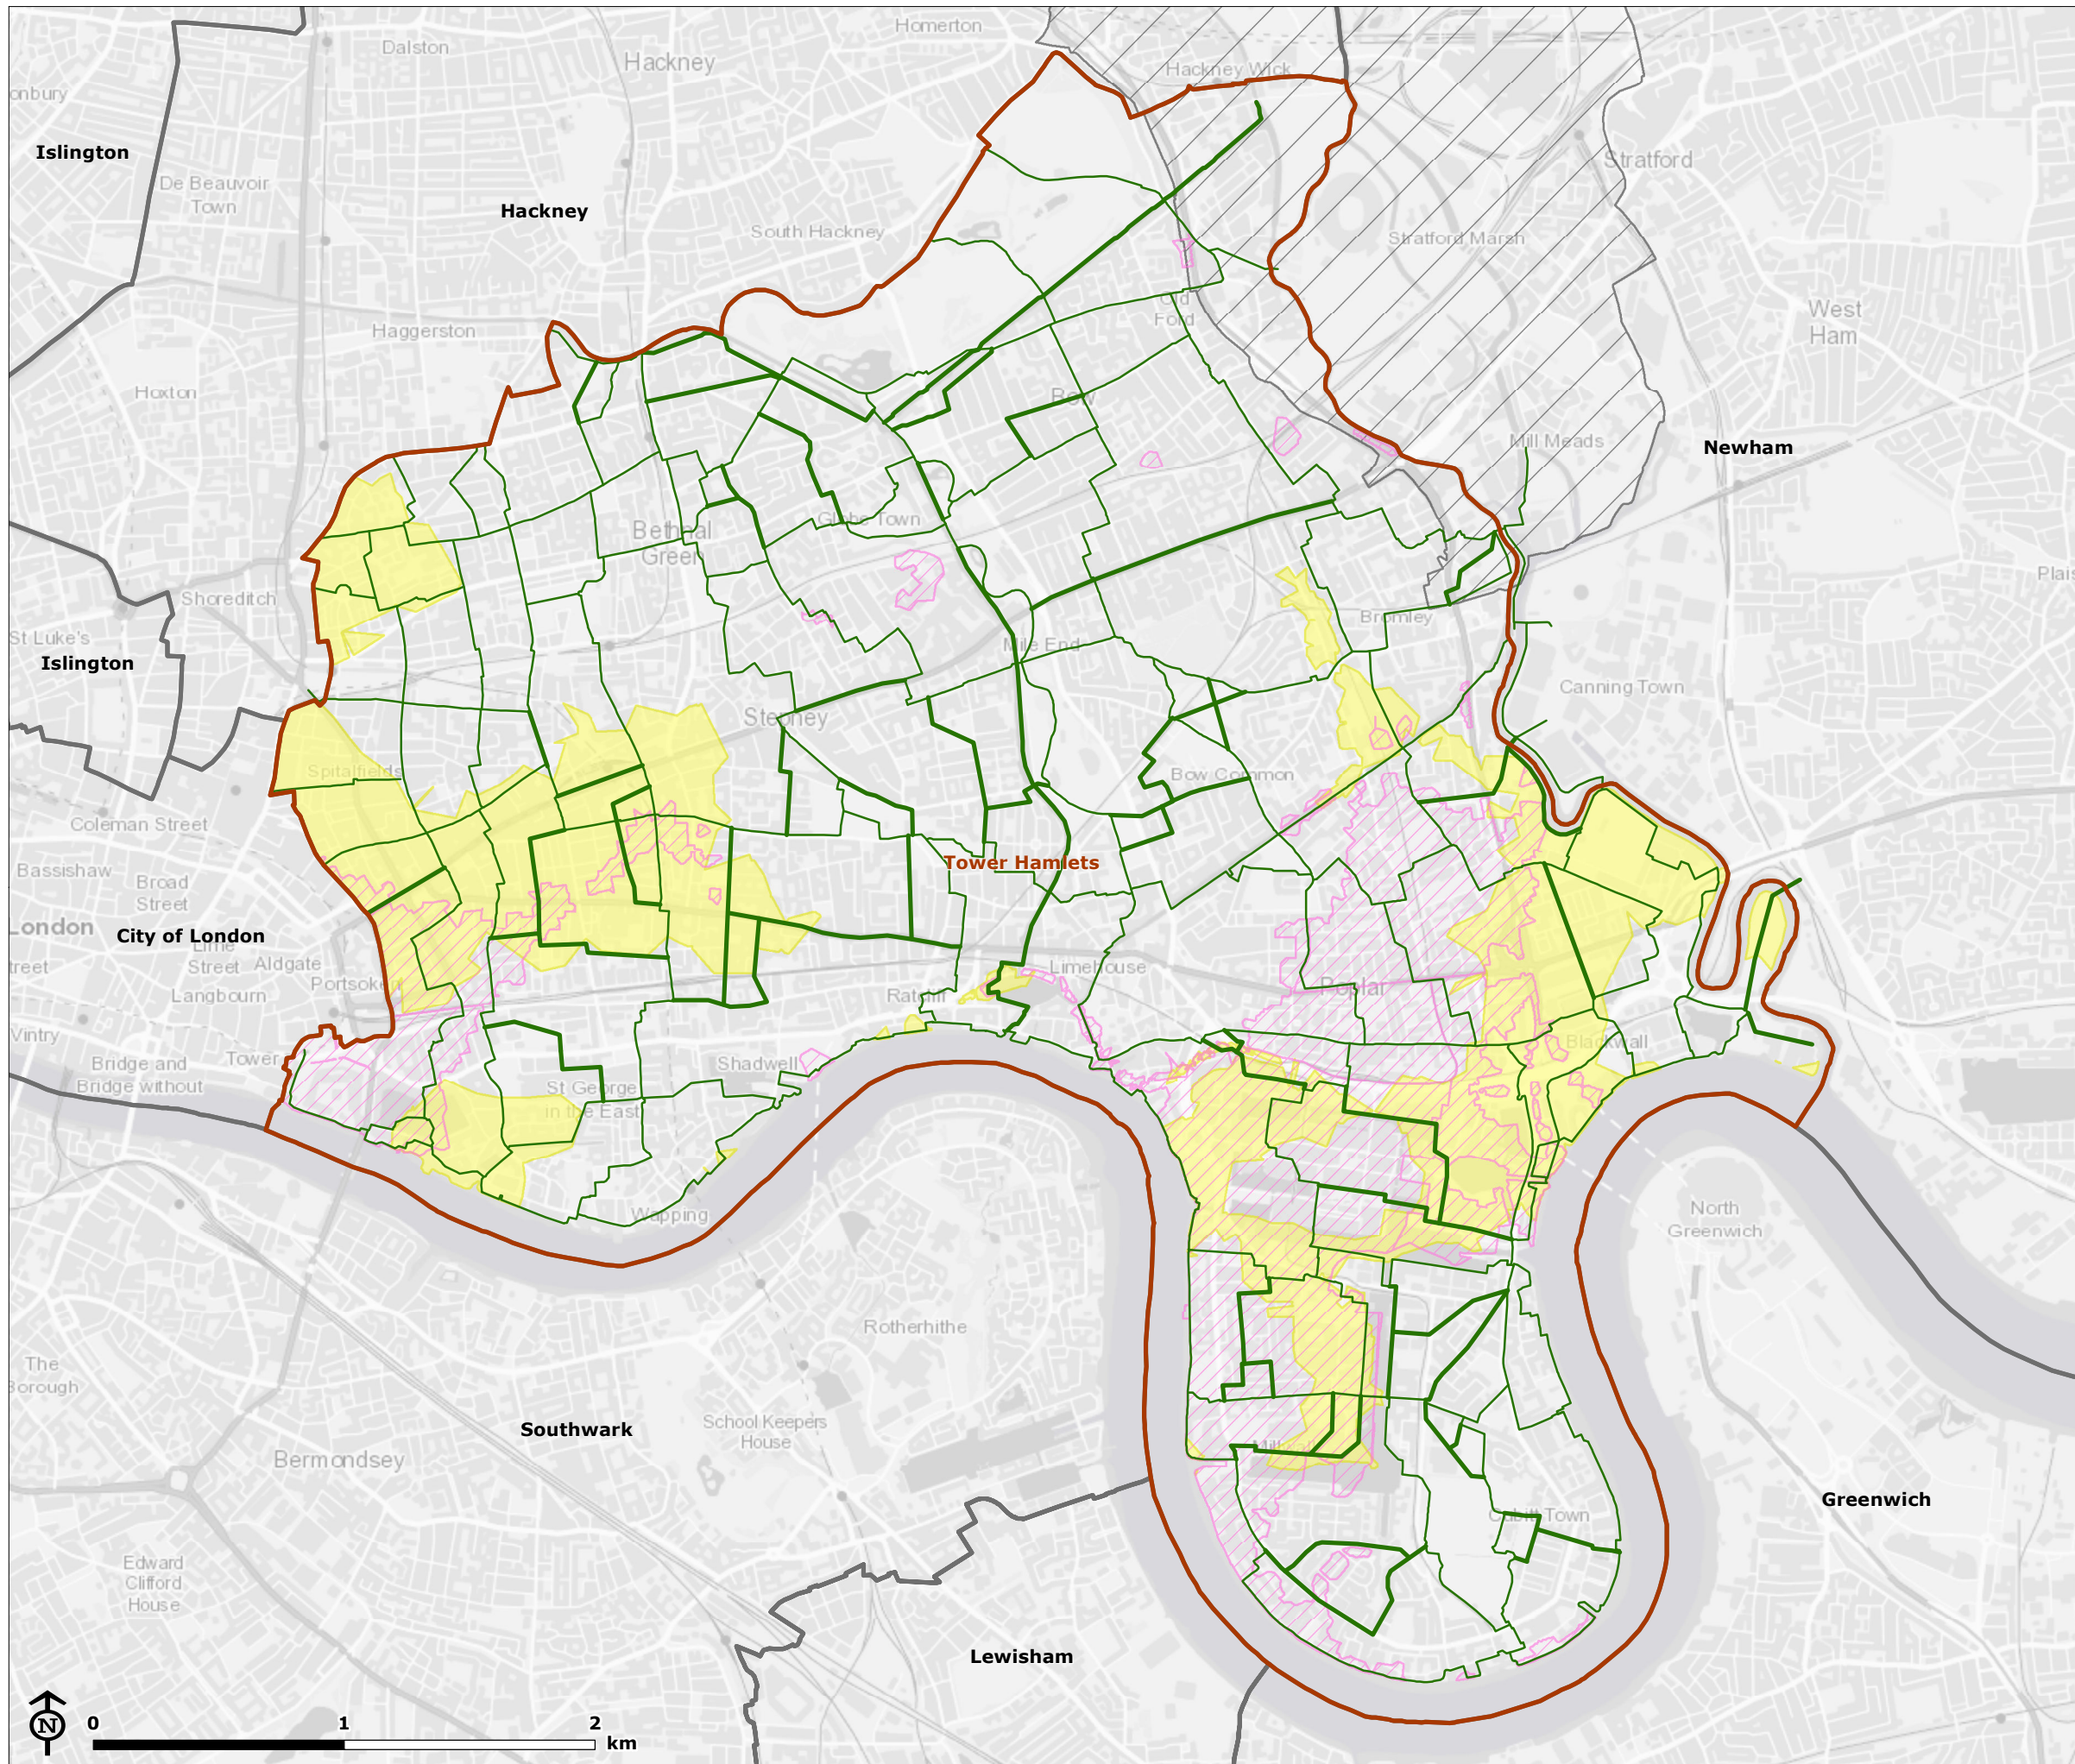 Homerton
Dalston
Hackney
Hackney Wick
onbury
Islington
De Beauvoir
Town
Hackney
South Hackney
Stratford
Stratford Marsh
Haggerston
Old
Ford
West
Ham
Hoxton
Bow
Mill Meads
Newham
Bethnal
Green
Globe Town
Shoreditch
Plais
St Luke's
Islington
Mile End
Bromley
Canning Town
Stepney
Spitalfields
Bow Common
Coleman Street
Tower Hamlets
Bassishaw
Broad
Street
London
City of London
Lime
Street
Aldgate
treet
Langbourn
Portsoken
Limehouse
Ratcliff
Poplar
Vintry
Bridge and
Bridge without
Tower
Shadwell
St George
in the East
Blackwall
Wapping
North
Greenwich
Rotherhithe
The
Borough
Southwark
School Keepers
House
Bermondsey
Cubitt Town
Greenwich
Edward
Clifford
House
Lewisham
N
0 1 2
km